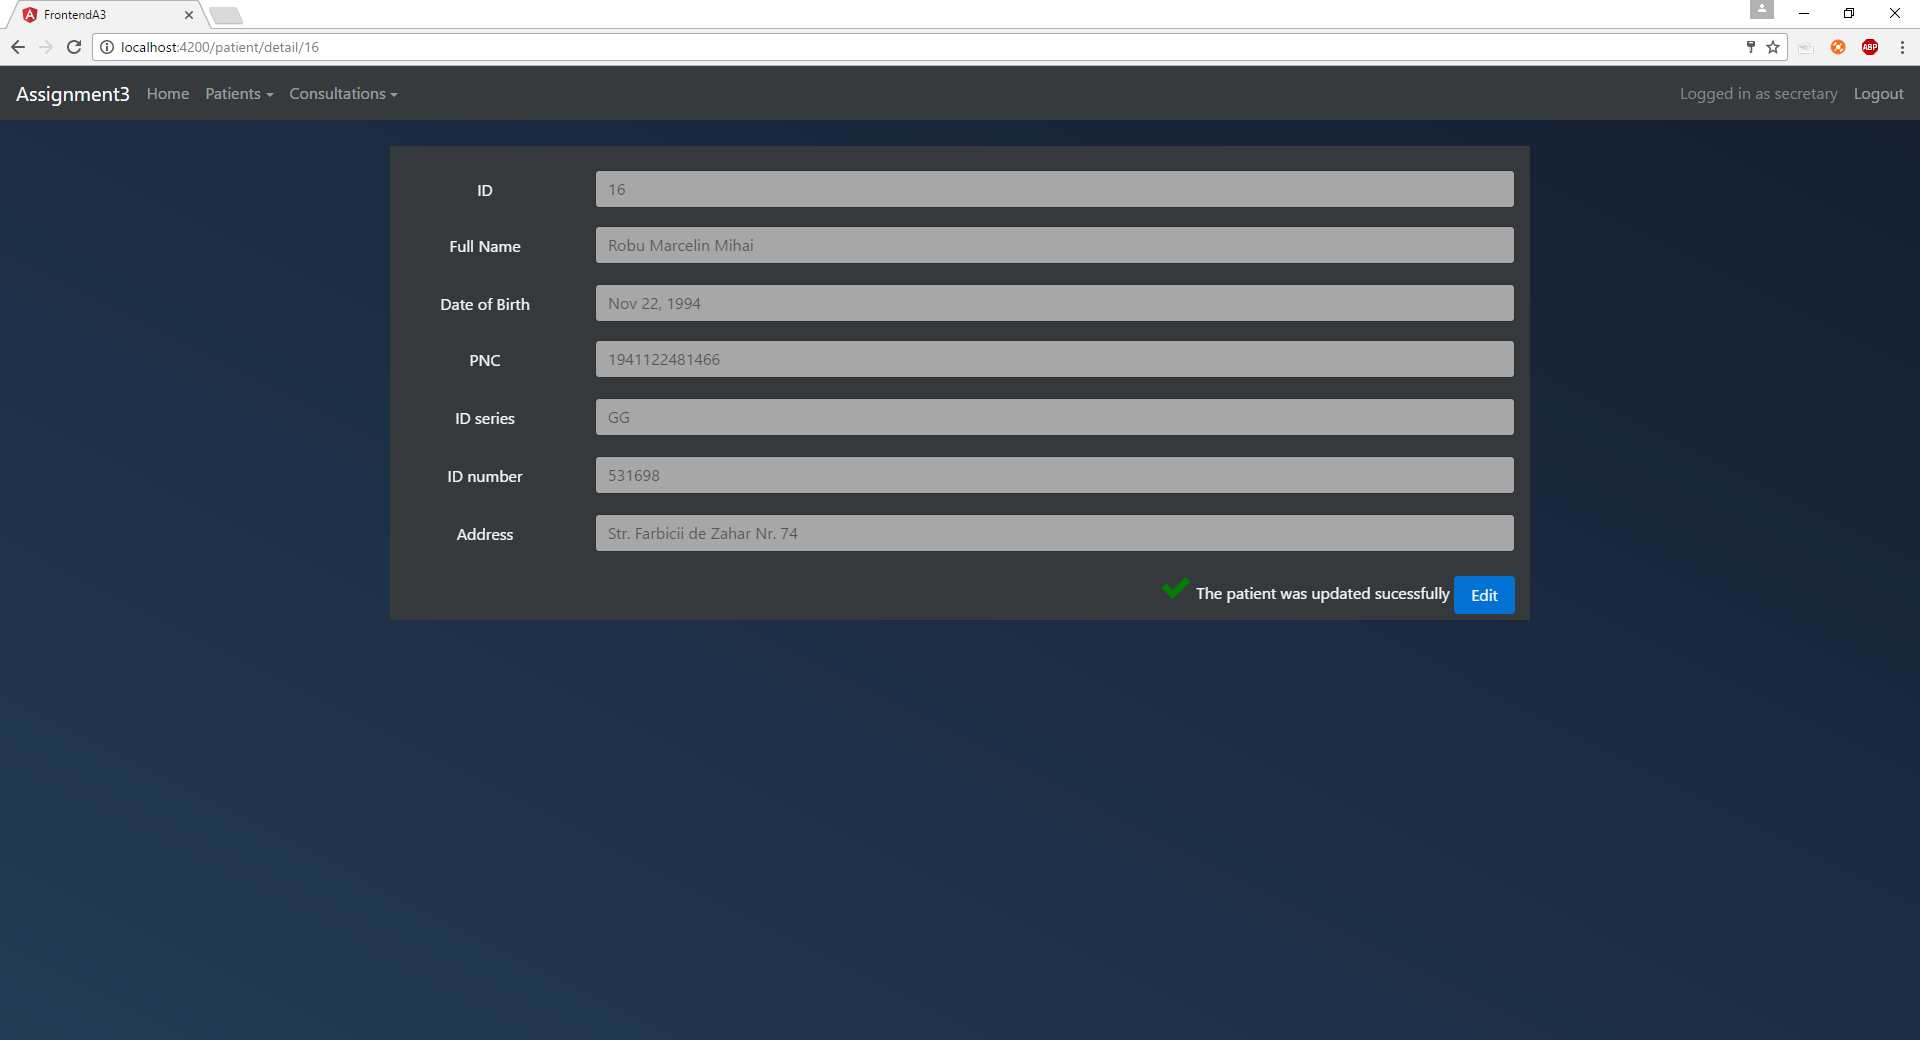 FrontendA3
localhost:4200/patient/detail/16
ABP
Assignment3 Home Patients Consultations Logged in as secretary Logout
ID 16
Full Name Robu Marcelin Mihai
Date of Birth Nov 22, 1994
PNC 1941122481466
ID series GG
ID number 531698
Address Str. Farbicii de Zahar Nr. 74
The patient was updated sucessfully Edit